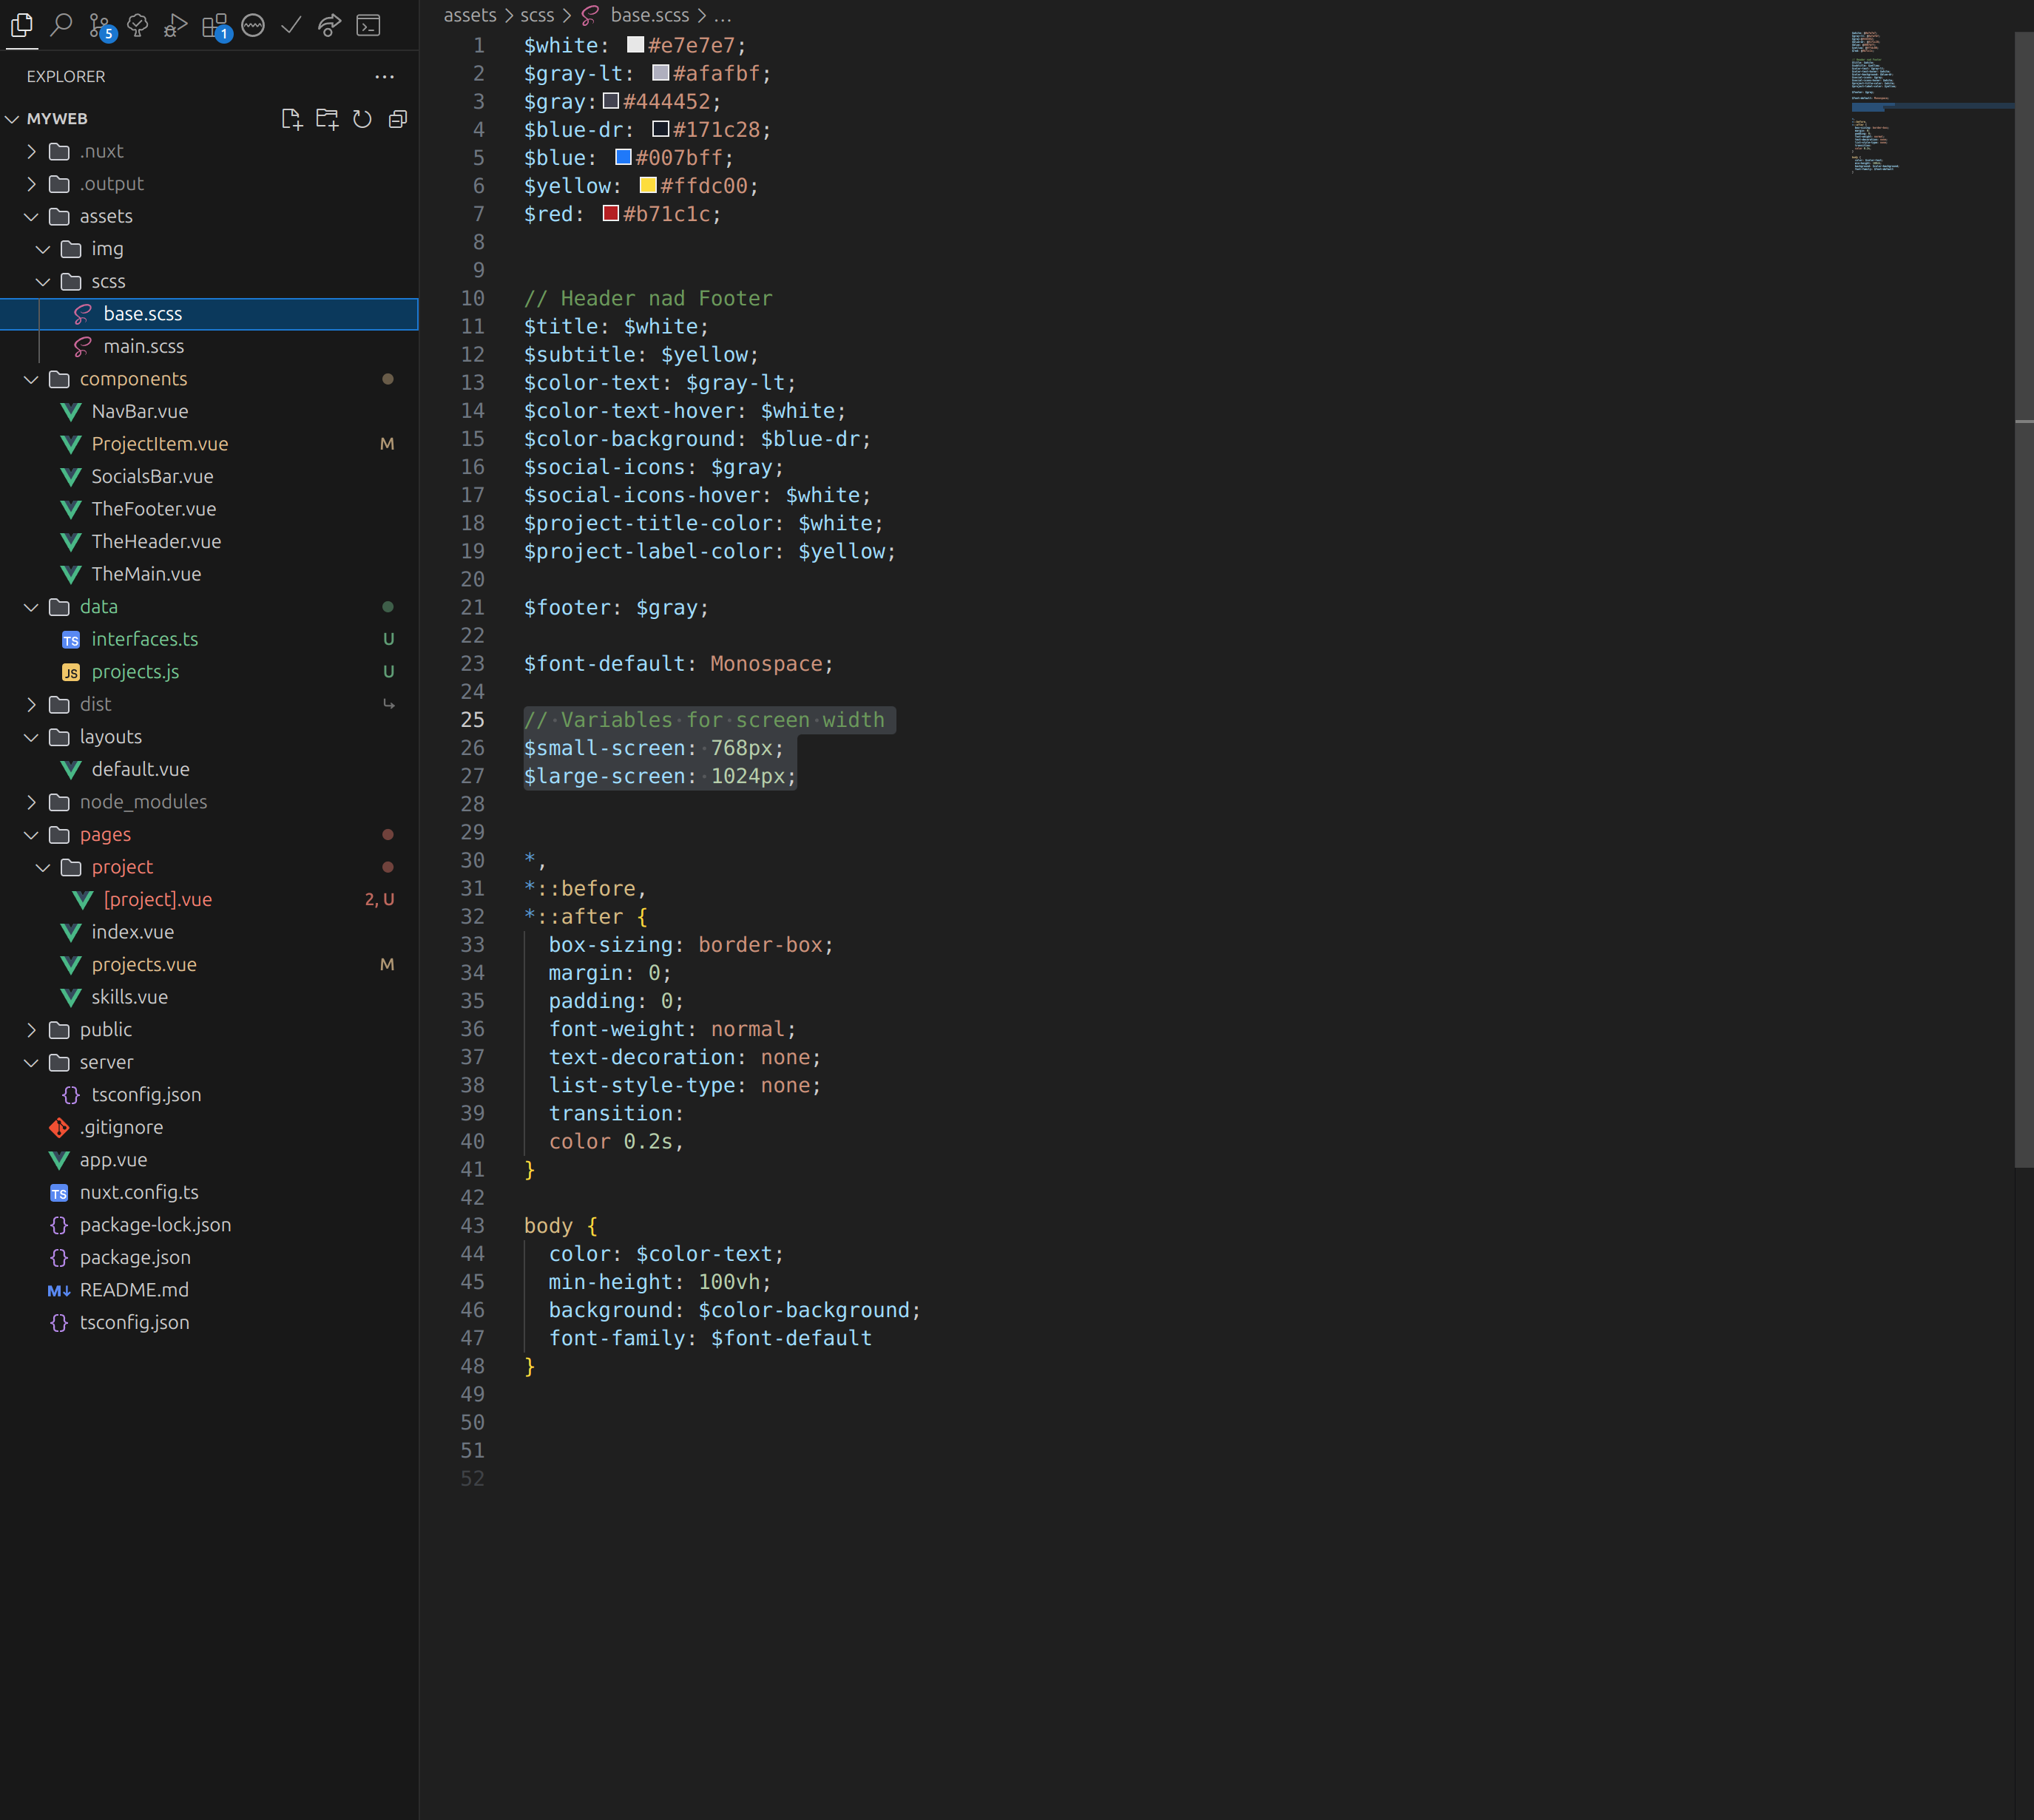 5
1
EXPLORER
MYWEB
.nuxt
.output
assets
img
scss
base.scss
main.scss
components
NavBar.vue
ProjectItem.vue M
SocialsBar.vue
TheFooter.vue
TheHeader.vue
TheMain.vue
data
TS interfaces.ts U
JS projects.js U
dist
layouts
default.vue
node_modules
pages
project
[project].vue 2, U
index.vue
projects.vue M
skills.vue
public
server
{} tsconfig.json
.gitignore
app.vue
TS nuxt.config.ts
{} package-lock.json
{} package.json
M↓ README.md
{} tsconfig.json
assets > scss > base.scss > ...
1 $white: #e7e7e7;
2 $gray-lt: #afafbf;
3 $gray: #444452;
4 $blue-dr: #171c28;
5 $blue: #007bff;
6 $yellow: #ffdc00;
7 $red: #b71c1c;
8
9
10 // Header nad Footer
11 $title: $white;
12 $subtitle: $yellow;
13 $color-text: $gray-lt;
14 $color-text-hover: $white;
15 $color-background: $blue-dr;
16 $social-icons: $gray;
17 $social-icons-hover: $white;
18 $project-title-color: $white;
19 $project-label-color: $yellow;
20
21 $footer: $gray;
22
23 $font-default: Monospace;
24
25 // Variables for screen width
26 $small-screen: 768px;
27 $large-screen: 1024px;
28
29
30 *,
31 *::before,
32 *::after {
33 box-sizing: border-box;
34 margin: 0;
35 padding: 0;
36 font-weight: normal;
37 text-decoration: none;
38 list-style-type: none;
39 transition:
40 color 0.2s,
41 }
42
43 body {
44 color: $color-text;
45 min-height: 100vh;
46 background: $color-background;
47 font-family: $font-default
48 }
49
50
51
52